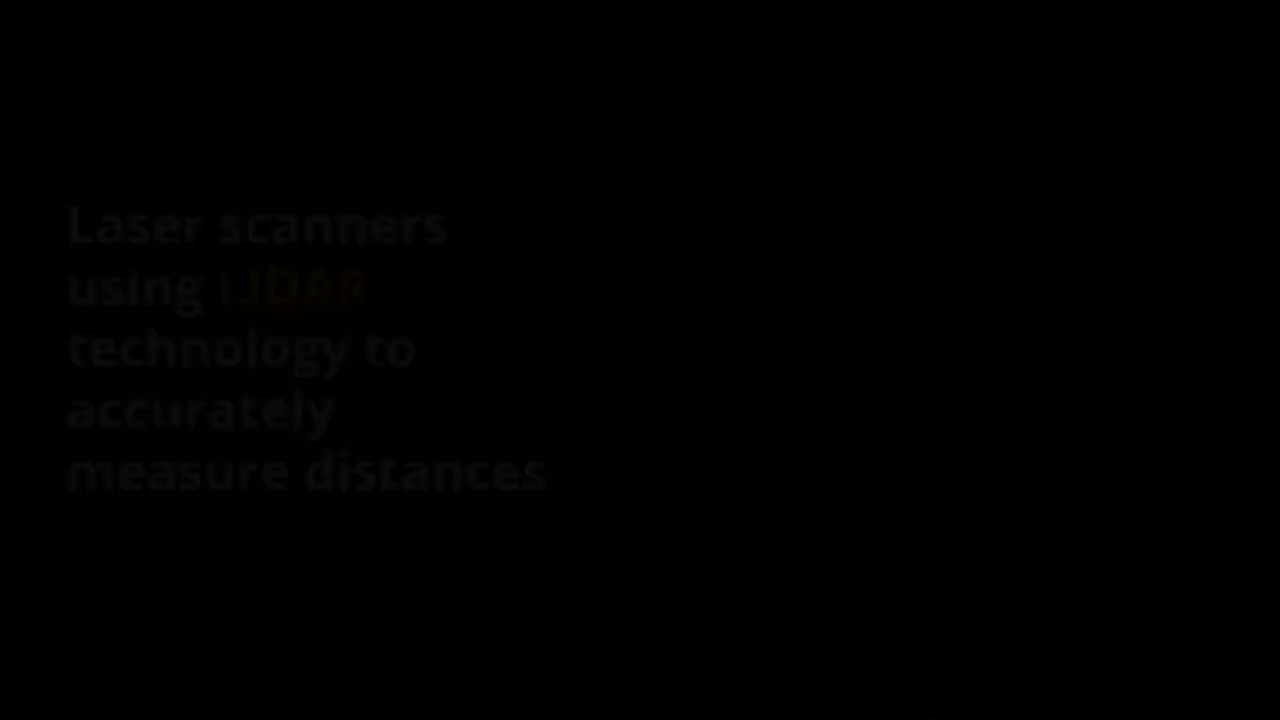 Laser scanners
using LIDAR
technology to
accurately
measure distances